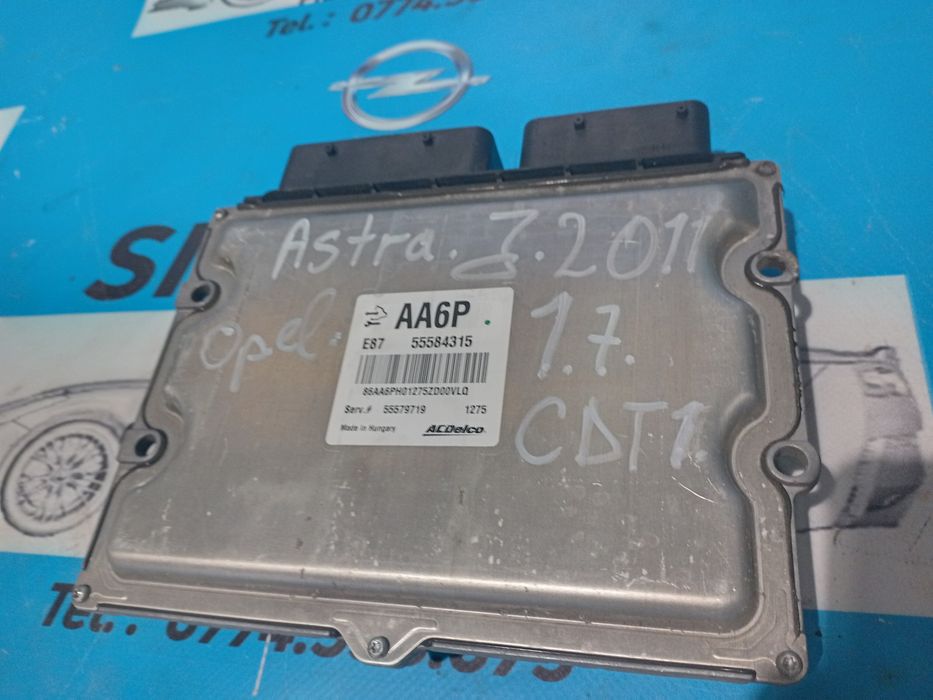 Tel.: 0774.5
Astra. J. 2011
Opel.
1.7.
CDTI.
AA6P
E87 55584315
86AA6PH01275ZD00VLQ
Serv.# 55579719 1275
Made in Hungary ACDelco
SI
Tel.: 0774.